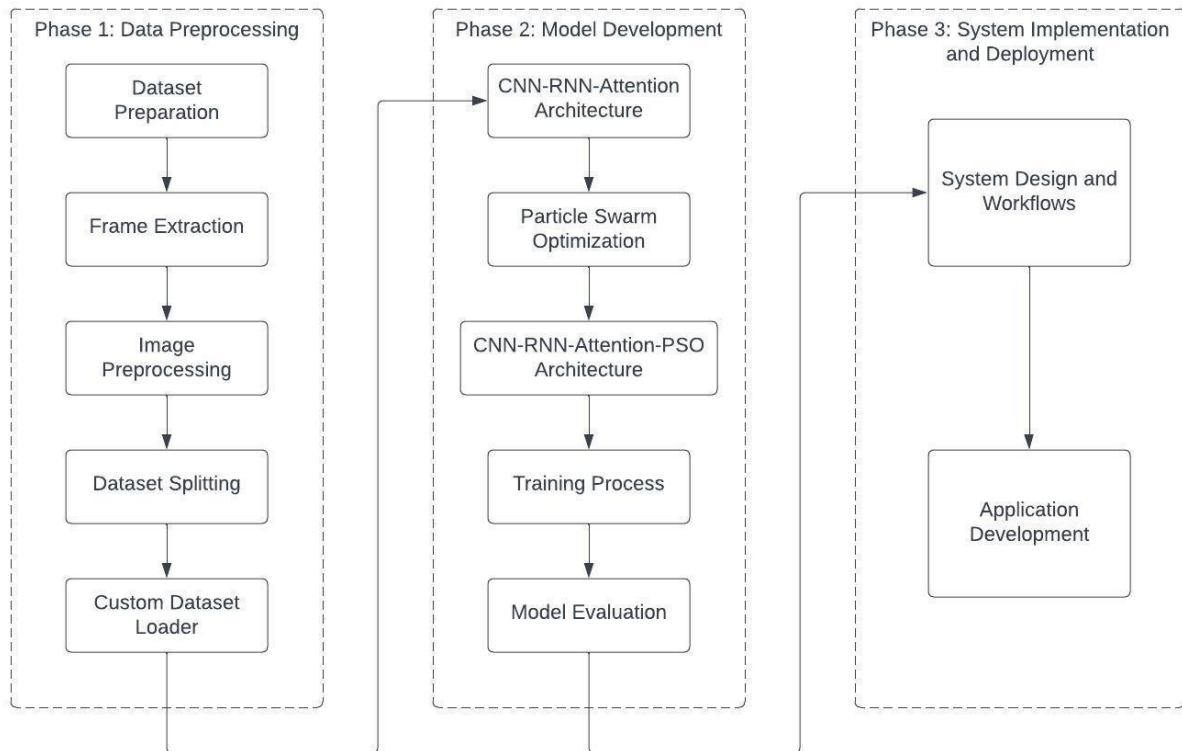 Phase 1: Data Preprocessing
Dataset
Preparation
Frame Extraction
Image
Preprocessing
Dataset Splitting
Custom Dataset
Loader
Phase 2: Model Development
CNN-RNN-Attention
Architecture
Particle Swarm
Optimization
CNN-RNN-Attention-PSO
Architecture
Training Process
Model Evaluation
Phase 3: System Implementation
and Deployment
System Design and
Workflows
Application
Development